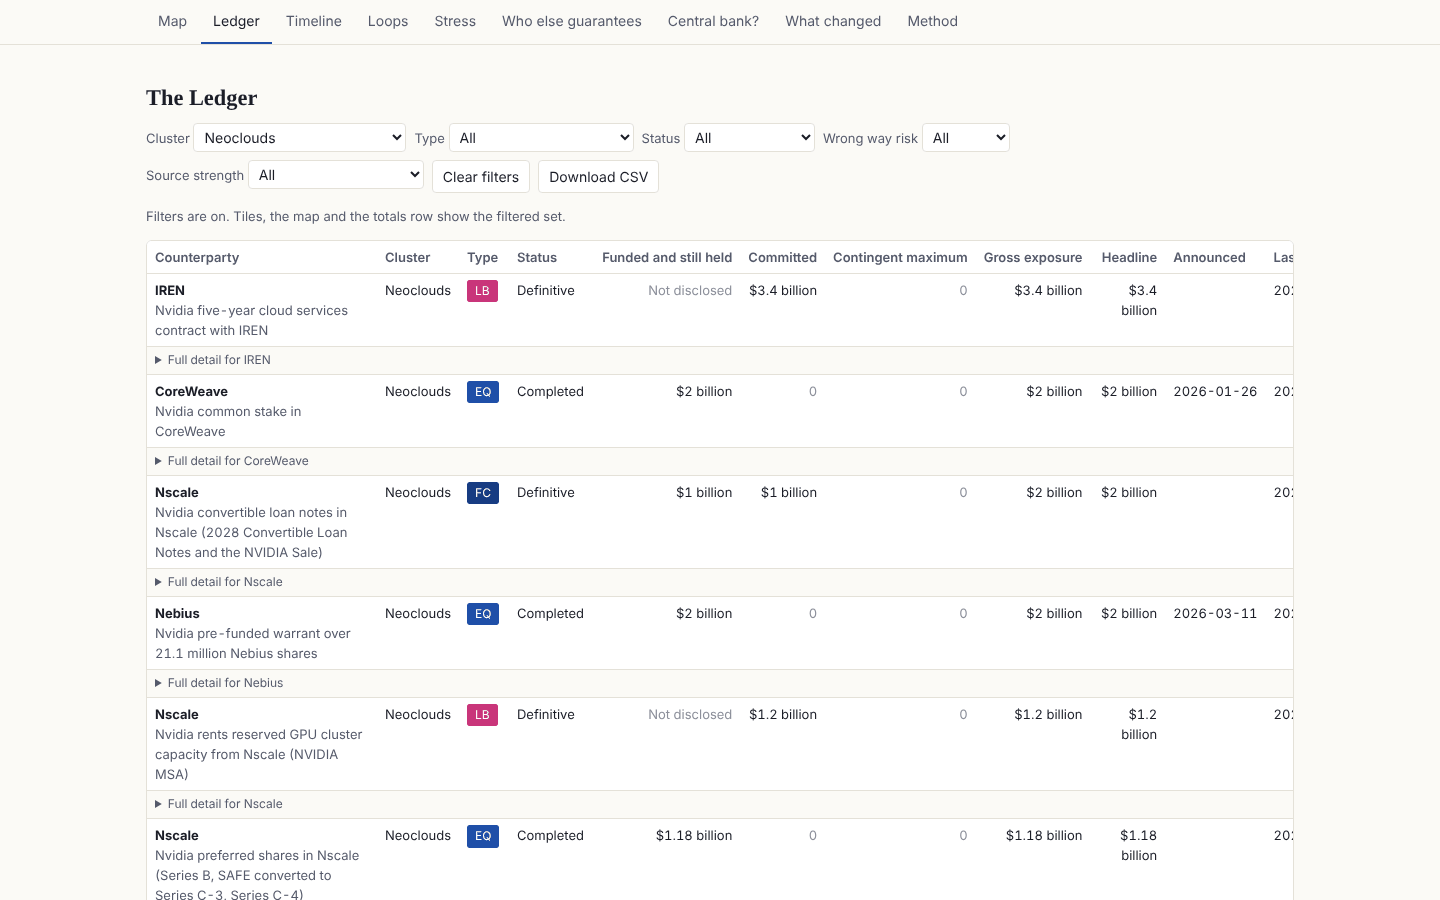 Map Ledger Timeline Loops Stress Who else guarantees Central bank? What changed Method
The Ledger
Cluster Neoclouds Type All Status All Wrong way risk All
Source strength All Clear filters Download CSV
Filters are on. Tiles, the map and the totals row show the filtered set.
Counterparty Cluster Type Status Funded and still held Committed Contingent maximum Gross exposure Headline Announced
IREN Neoclouds LB Definitive Not disclosed $3.4 billion 0 $3.4 billion $3.4
Nvidia five-year cloud services billion
contract with IREN
Full detail for IREN
CoreWeave Neoclouds EQ Completed $2 billion 0 0 $2 billion $2 billion 2026-01-26
Nvidia common stake in
CoreWeave
Full detail for CoreWeave
Nscale Neoclouds FC Definitive $1 billion $1 billion 0 $2 billion $2 billion
Nvidia convertible loan notes in
Nscale (2028 Convertible Loan
Notes and the NVIDIA Sale)
Full detail for Nscale
Nebius Neoclouds EQ Completed $2 billion 0 0 $2 billion $2 billion 2026-03-11
Nvidia pre-funded warrant over
21.1 million Nebius shares
Full detail for Nebius
Nscale Neoclouds LB Definitive Not disclosed $1.2 billion 0 $1.2 billion $1.2
Nvidia rents reserved GPU cluster billion
capacity from Nscale (NVIDIA
MSA)
Full detail for Nscale
Nscale Neoclouds EQ Completed $1.18 billion 0 0 $1.18 billion $1.18
Nvidia preferred shares in Nscale billion
(Series B, SAFE converted to
Series C-3, Series C-4)